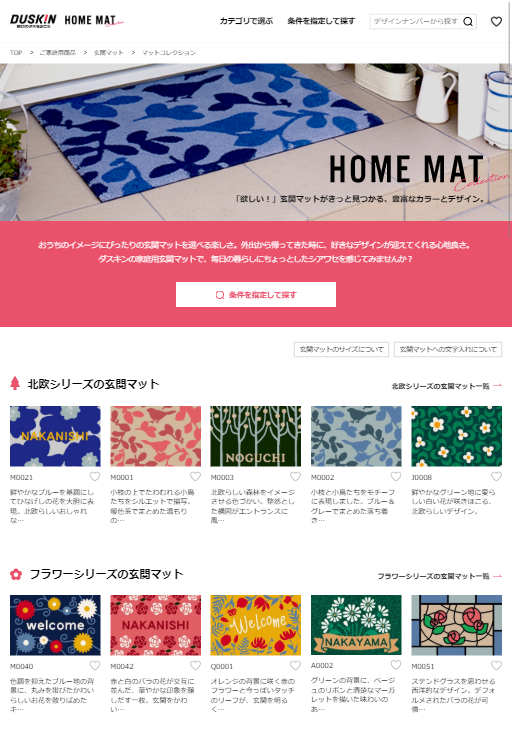 DUSKIN HOME MAT
喜びのタネをまこう
カテゴリで選ぶ 条件を指定して探す デザインナンバーから探す
TOP > ご家庭用商品 > 玄関マット > マットコレクション
HOME MAT
Collection
「欲しい！」玄関マットがきっと見つかる、豊富なカラーとデザイン。
おうちのイメージにぴったりの玄関マットを選べる楽しさ。外出から帰ってきた時に、好きなデザインが迎えてくれる心地良さ。
ダスキンの家庭用玄関マットで、毎日の暮らしにちょっとしたシアワセを感じてみませんか？
条件を指定して探す
玄関マットのサイズについて 玄関マットへの文字入れについて
北欧シリーズの玄関マット 北欧シリーズの玄関マット一覧
NAKANISHI NOGUCHI
M0021 M0001 M0003 M0002 J0008
鮮やかなブルーを基調にし 小枝の上でたわむれる小鳥 北欧らしい森林をイメージ 小枝と小鳥たちをモチーフ 鮮やかなグリーン地に愛ら
てひなげしの花を大胆に表 たちをシルエットで描写。 させる色づかい。整然とし に表現しました。ブルー＆ しい白い花が咲きほこる、
現。北欧らしいおしゃれ 暖色系でまとめた温もり た構図がエントランスに グレーでまとめた落ち着 北欧らしいデザイン。
な… の… 風… き…
フラワーシリーズの玄関マット フラワーシリーズの玄関マット一覧
welcome NAKANISHI Welcome NAKAYAMA
M0040 M0042 Q0001 A0002 M0051
色調を抑えたブルー地の背 赤と白のバラの花が交互に オレンジの背景に咲く赤の グリーンの背景に、ベージ ステンドグラスを思わせる
景に、丸みを帯びたかわい 並んだ、華やかな印象を醸 フラワーと今っぽいタッチ ュのリボンと清楚なマーガ 西洋的なデザイン。デフォ
らしいお花を散りばめた しだす一枚。玄関をかわ のリーフが、玄関を明る レットを描いた味わいの ルメされたバラの花が可
キ… い… く… あ… 憐…